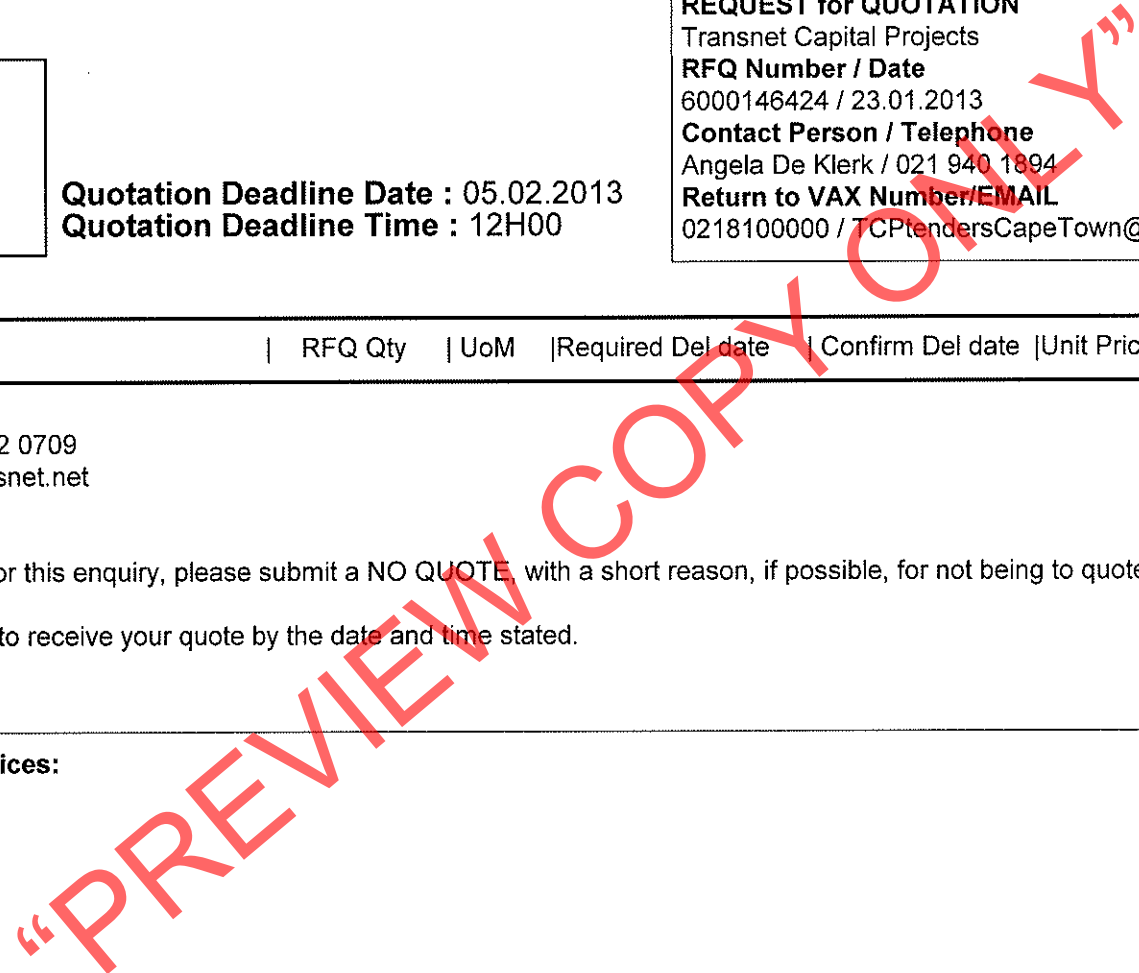 REQUEST for QUOTATION
Transnet Capital Projects
RFQ Number / Date
6000146424 / 23.01.2013
Contact Person / Telephone
Angela De Klerk / 021 940 1894
Return to VAX Number/EMAIL
0218100000 / TCPtendersCapeTown@
Quotation Deadline Date : 05.02.2013
Quotation Deadline Time : 12H00
| RFQ Qty | UoM |Required Del date | Confirm Del date |Unit Pric
2 0709
snet.net
or this enquiry, please submit a NO QUOTE, with a short reason, if possible, for not being to quote
to receive your quote by the date and time stated.
ices:
“PREVIEW COPY ONLY”